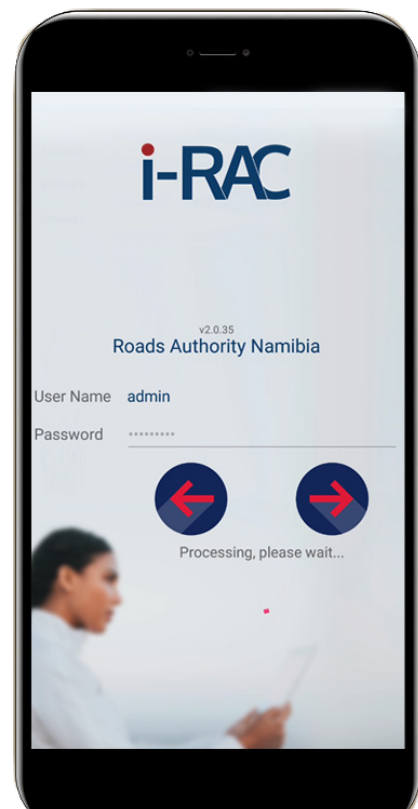 i-RAC
v2.0.35
Roads Authority Namibia
User Name admin
Password •••••••••
Processing, please wait...